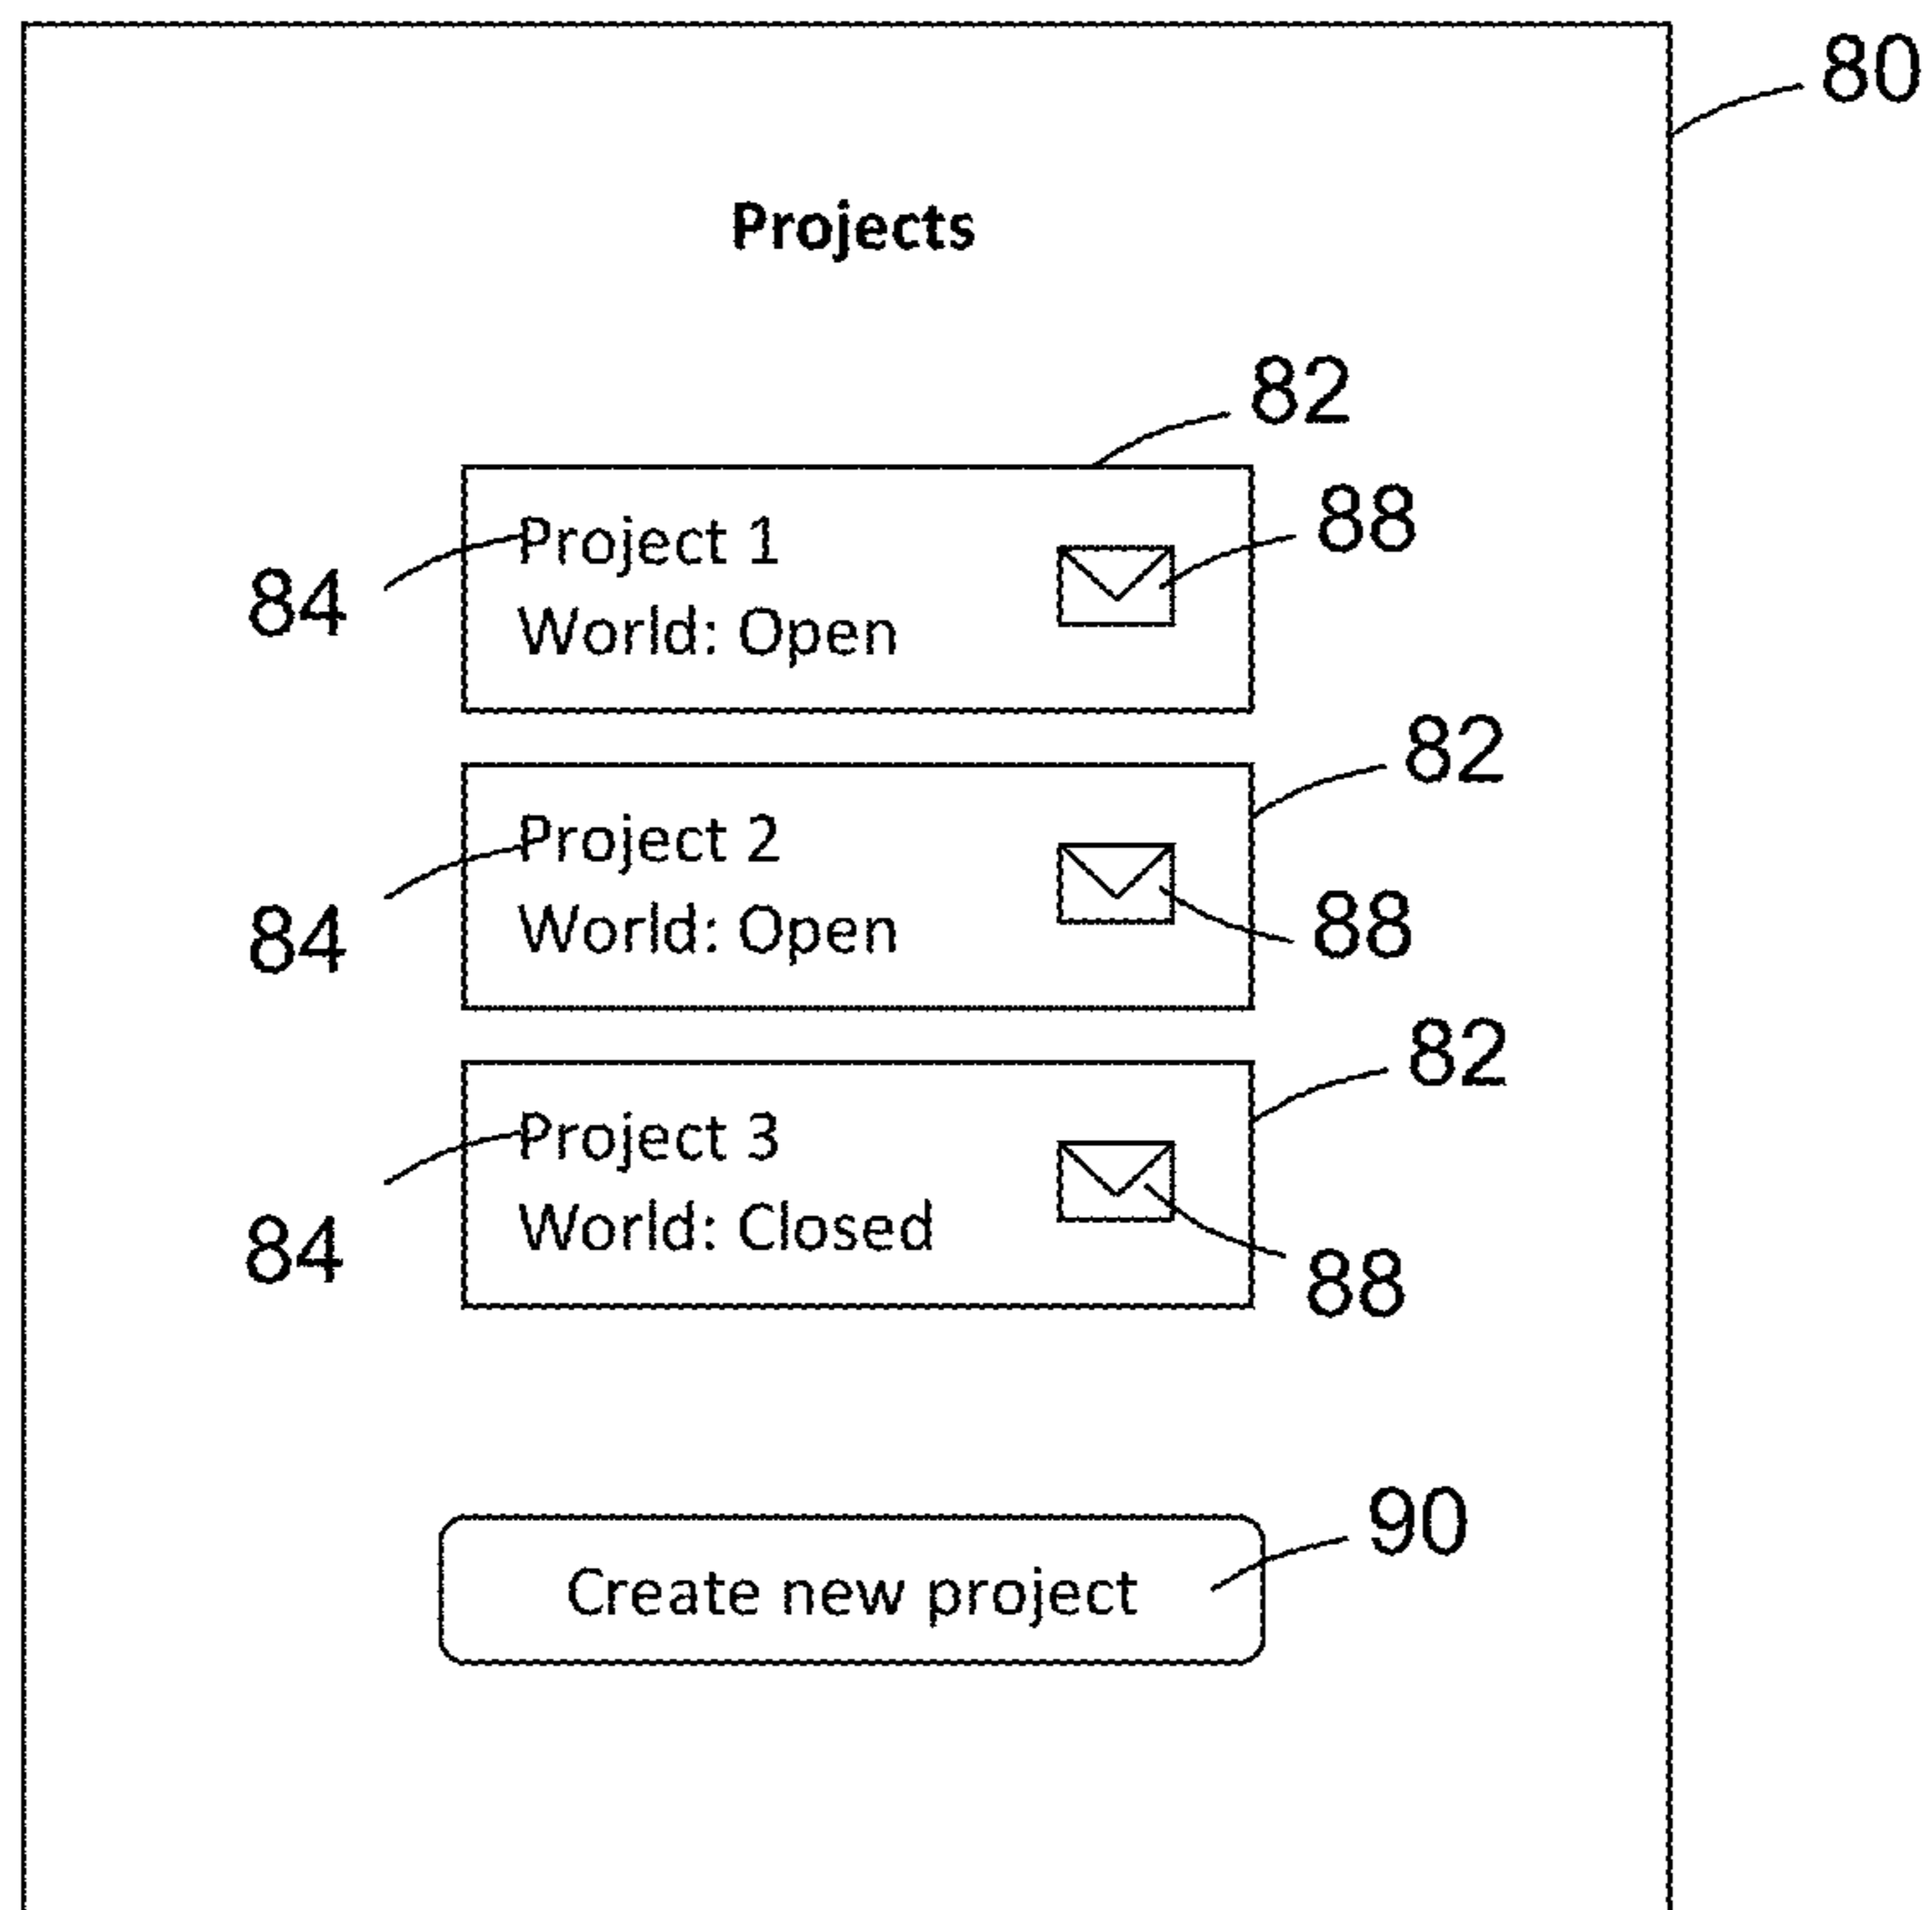 80
Projects
82
Project 1
88
84
World: Open
82
Project 2
84
World: Open
88
82
Project 3
84
World: Closed
88
90
Create new project